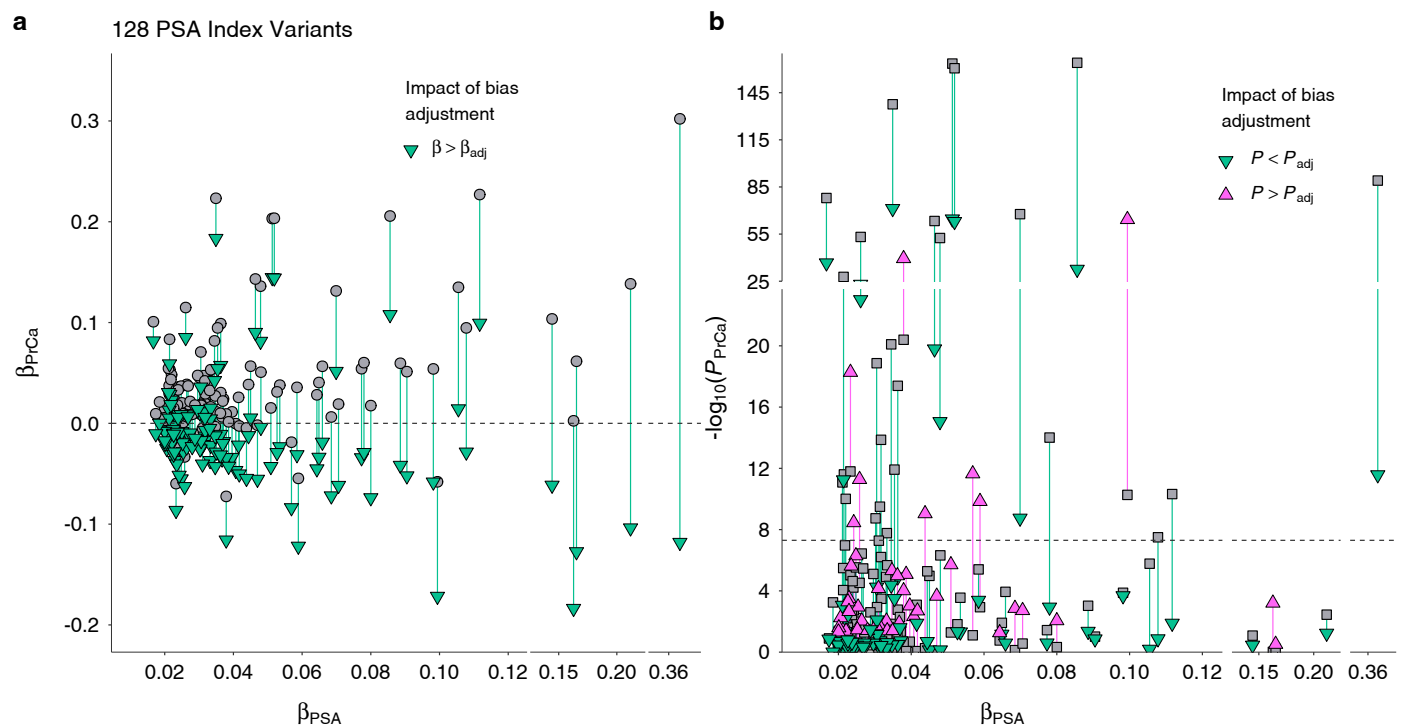 a
128 PSA Index Variants
Impact of bias
adjustment
β > βadj
0.3
0.2
0.1
0.0
-0.1
-0.2
βPrCa
0.02 0.04 0.06 0.08 0.10 0.12 0.15 0.20 0.36
βPSA
b
Impact of bias
adjustment
P < Padj
P > Padj
145
115
85
55
25
20
16
12
8
4
0
-log10(PPrCa)
0.02 0.04 0.06 0.08 0.10 0.12 0.15 0.20 0.36
βPSA